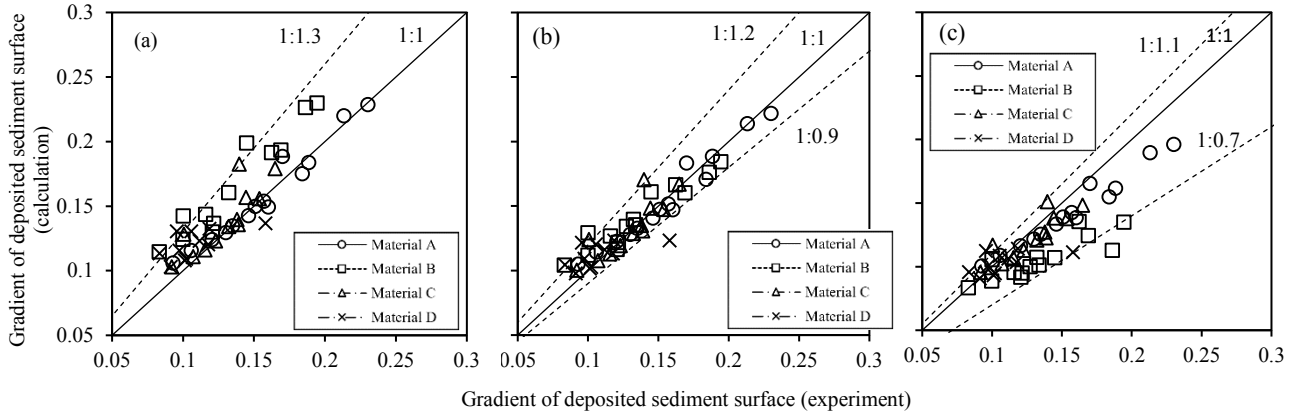 Gradient of deposited sediment surface
(calculation)
0.3
0.25
0.2
0.15
0.1
0.05
(a)
1:1.3
1:1
Material A
Material B
Material C
Material D
0.05
0.1
0.15
0.2
0.25
0.3
(b)
1:1.2
1:1
1:0.9
Material A
Material B
Material C
Material D
0.05
0.1
0.15
0.2
0.25
0.3
(c)
1:1.1
1:1
1:0.7
Material A
Material B
Material C
Material D
0.05
0.1
0.15
0.2
0.25
0.3
Gradient of deposited sediment surface (experiment)